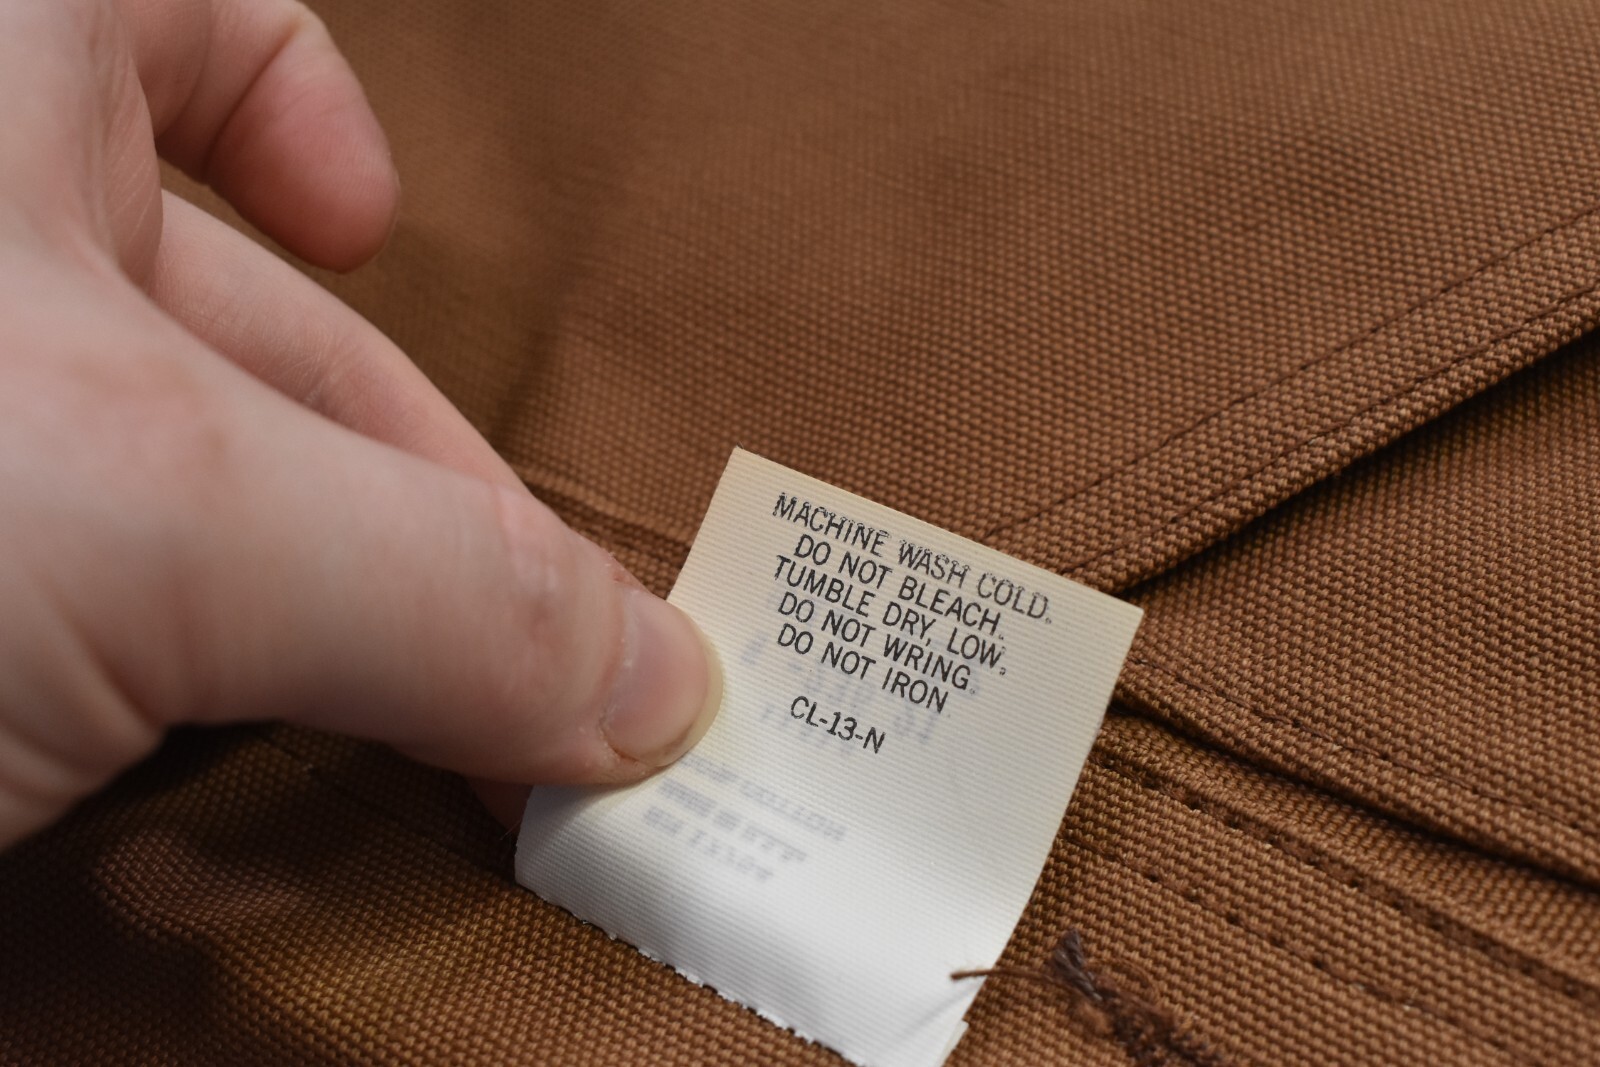 MACHINE WASH COLD.
DO NOT BLEACH.
TUMBLE DRY, LOW.
DO NOT WRING.
DO NOT IRON
CL-13-N